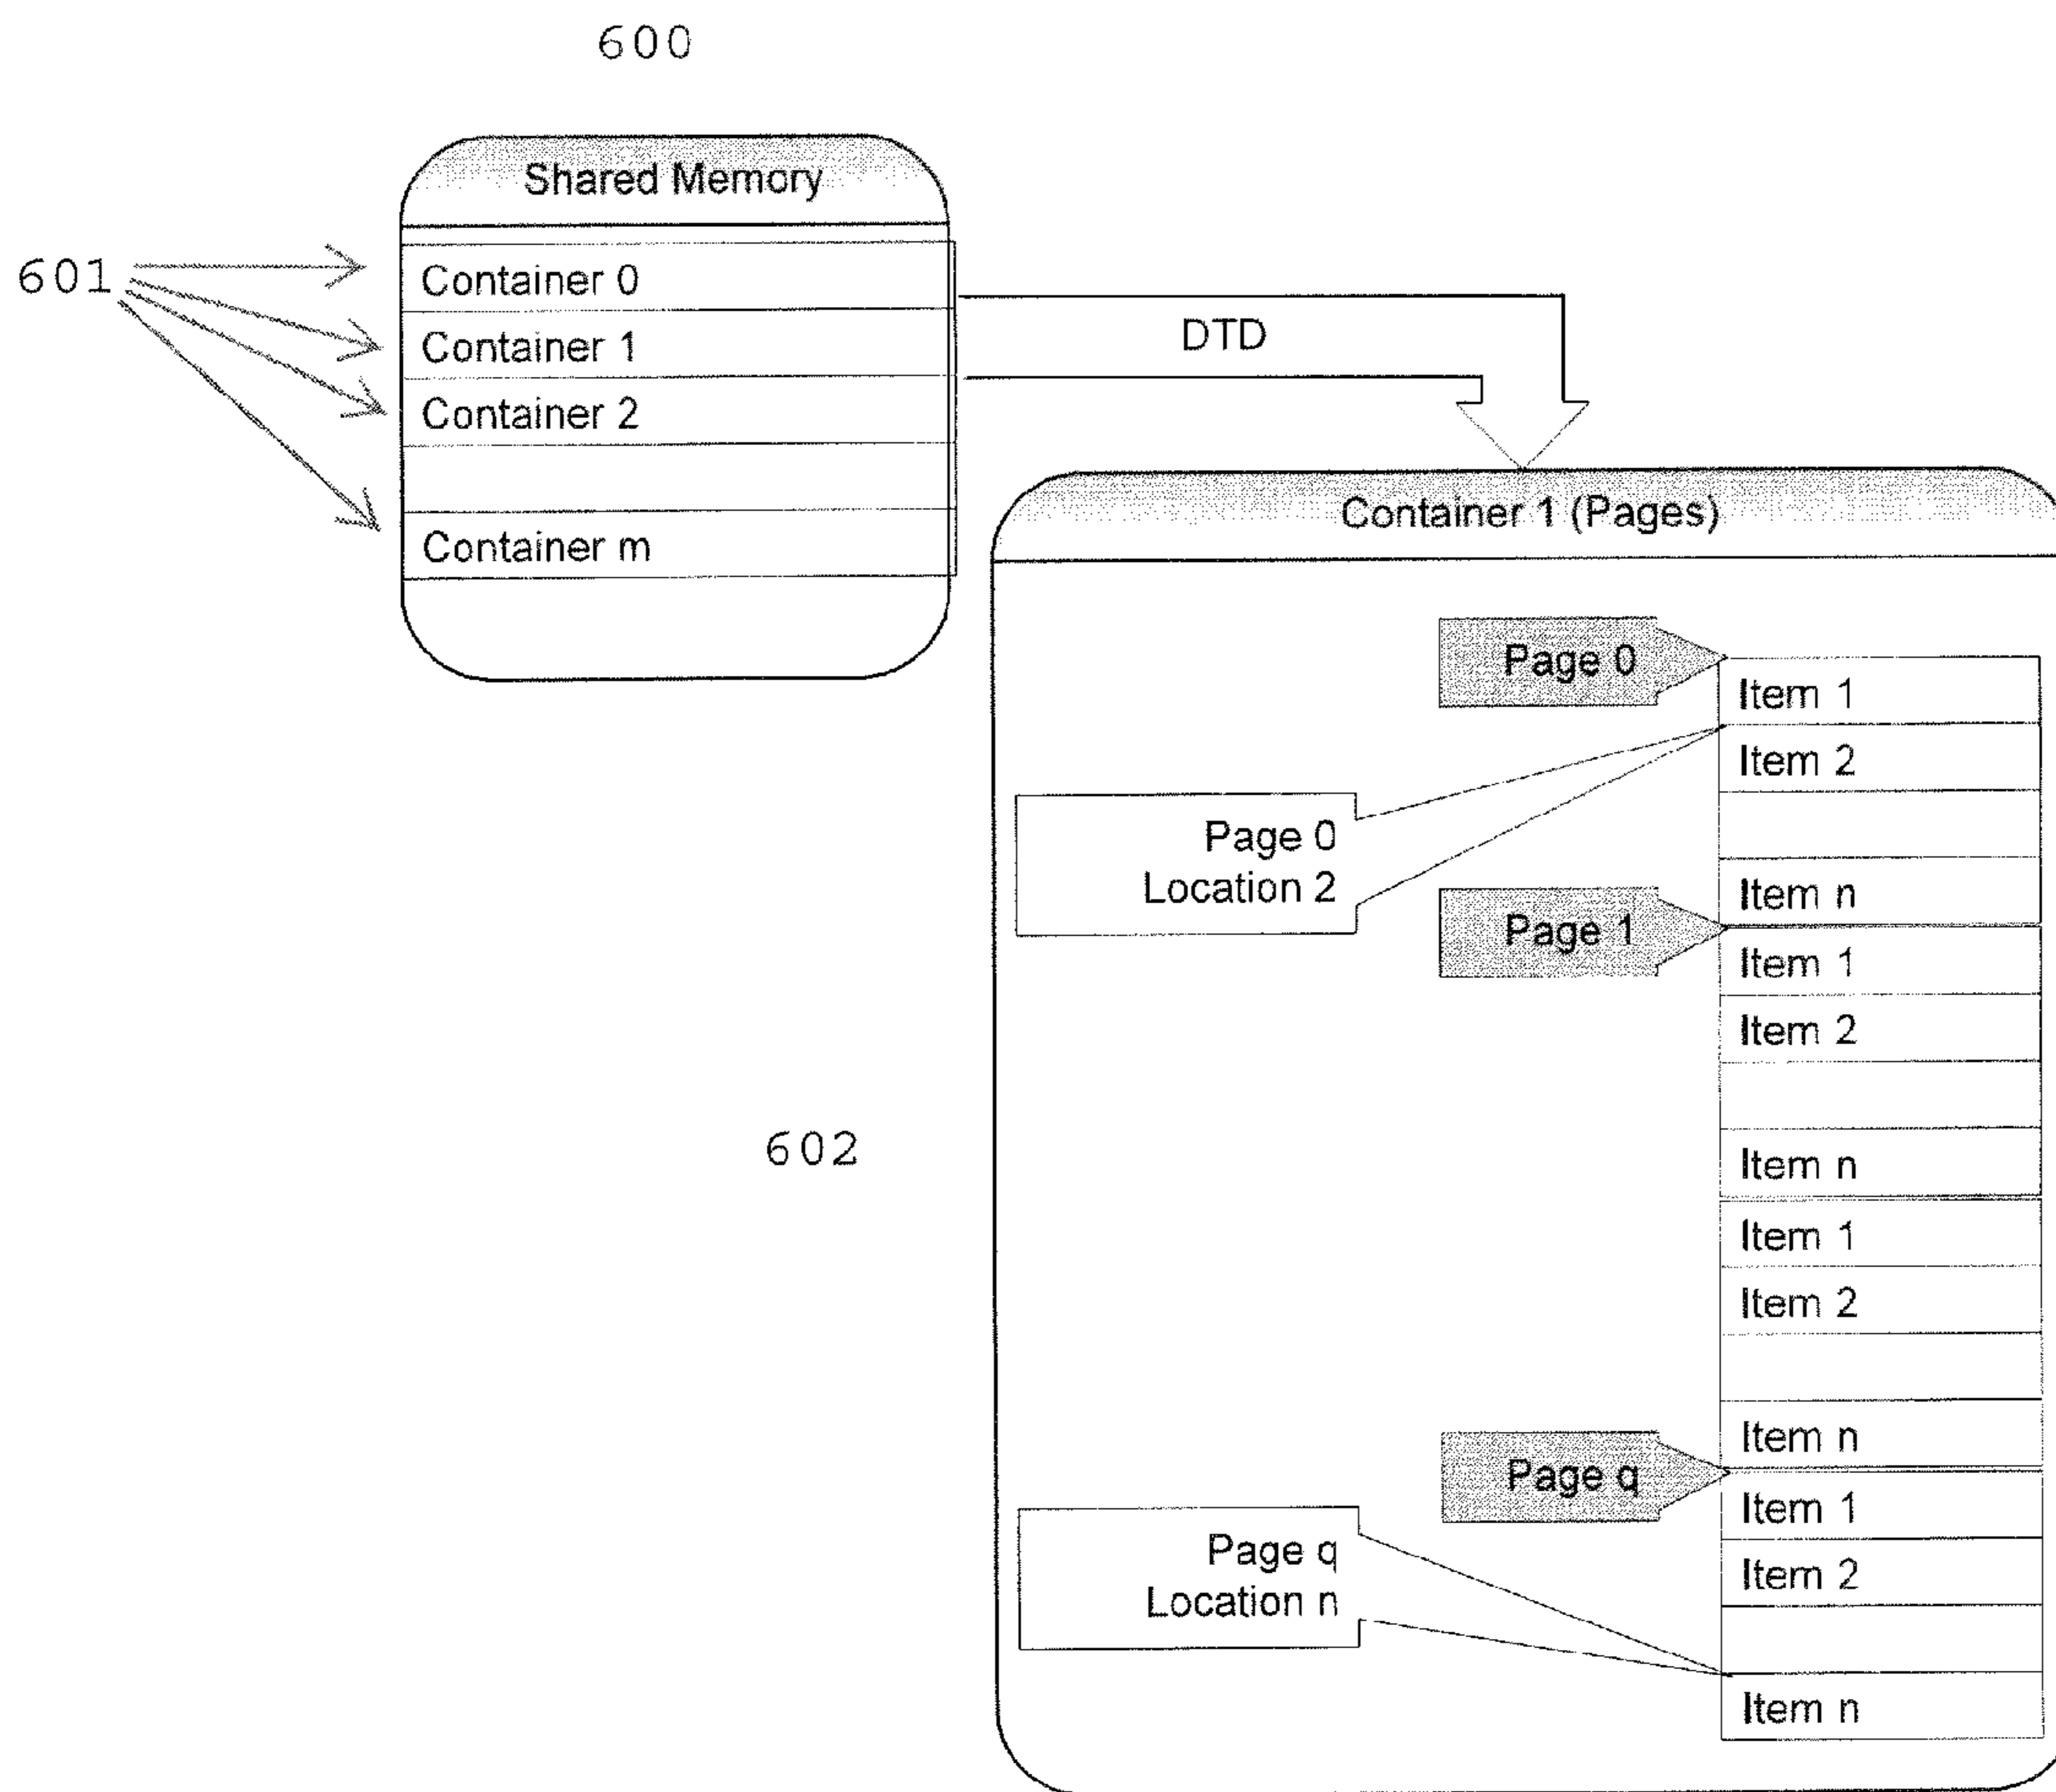 600
Shared Memory
601
Container 0
Container 1
Container 2
Container m
DTD
Container 1 (Pages)
Page 0
Item 1
Item 2
Page 0
Location 2
Item n
Page 1
Item 1
Item 2
602
Item n
Item 1
Item 2
Item n
Page q
Item 1
Page q
Location n
Item 2
Item n